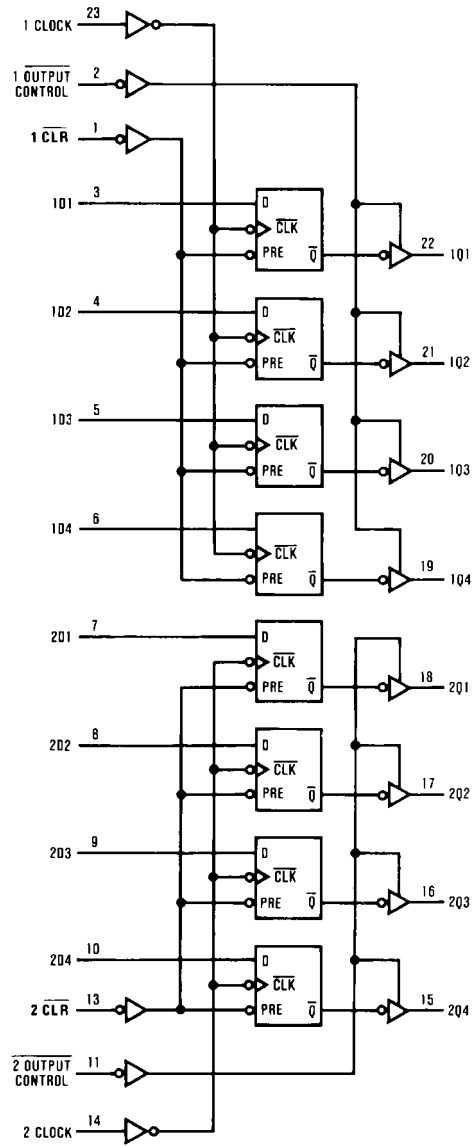 23
1 CLOCK
2
1 OUTPUT
CONTROL
1
1 CLR
3
1D1
D
CLK
PRE
Q
22
1Q1
4
1D2
D
CLK
PRE
Q
21
1Q2
5
1D3
D
CLK
PRE
Q
20
1Q3
6
1D4
D
CLK
PRE
Q
19
1Q4
7
2D1
D
CLK
PRE
Q
18
2Q1
8
2D2
D
CLK
PRE
Q
17
2Q2
9
2D3
D
CLK
PRE
Q
16
2Q3
10
2D4
D
CLK
PRE
Q
15
2Q4
13
2 CLR
11
2 OUTPUT
CONTROL
14
2 CLOCK